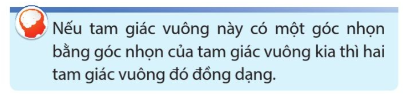 Nếu tam giác vuông này có một góc nhọn
bằng góc nhọn của tam giác vuông kia thì hai
tam giác vuông đó đồng dạng.